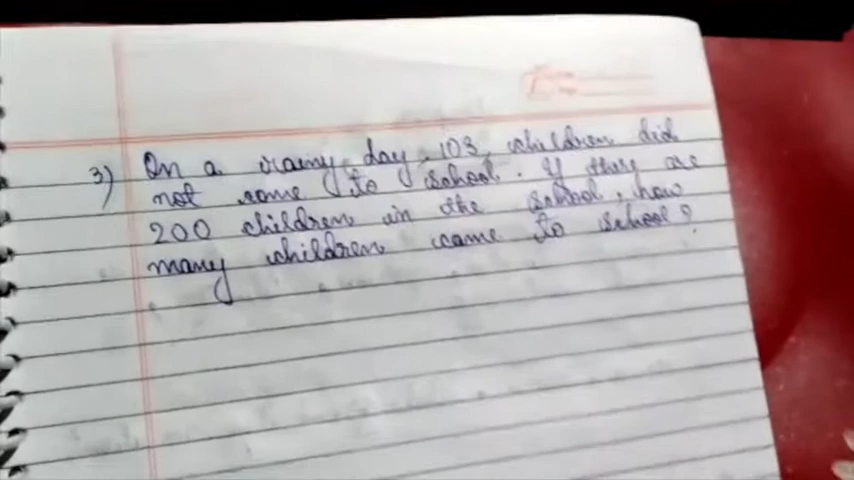 3) On a rainy day, 103, children did
not come to school. If there are
200 children in the school, how
many children came to school?